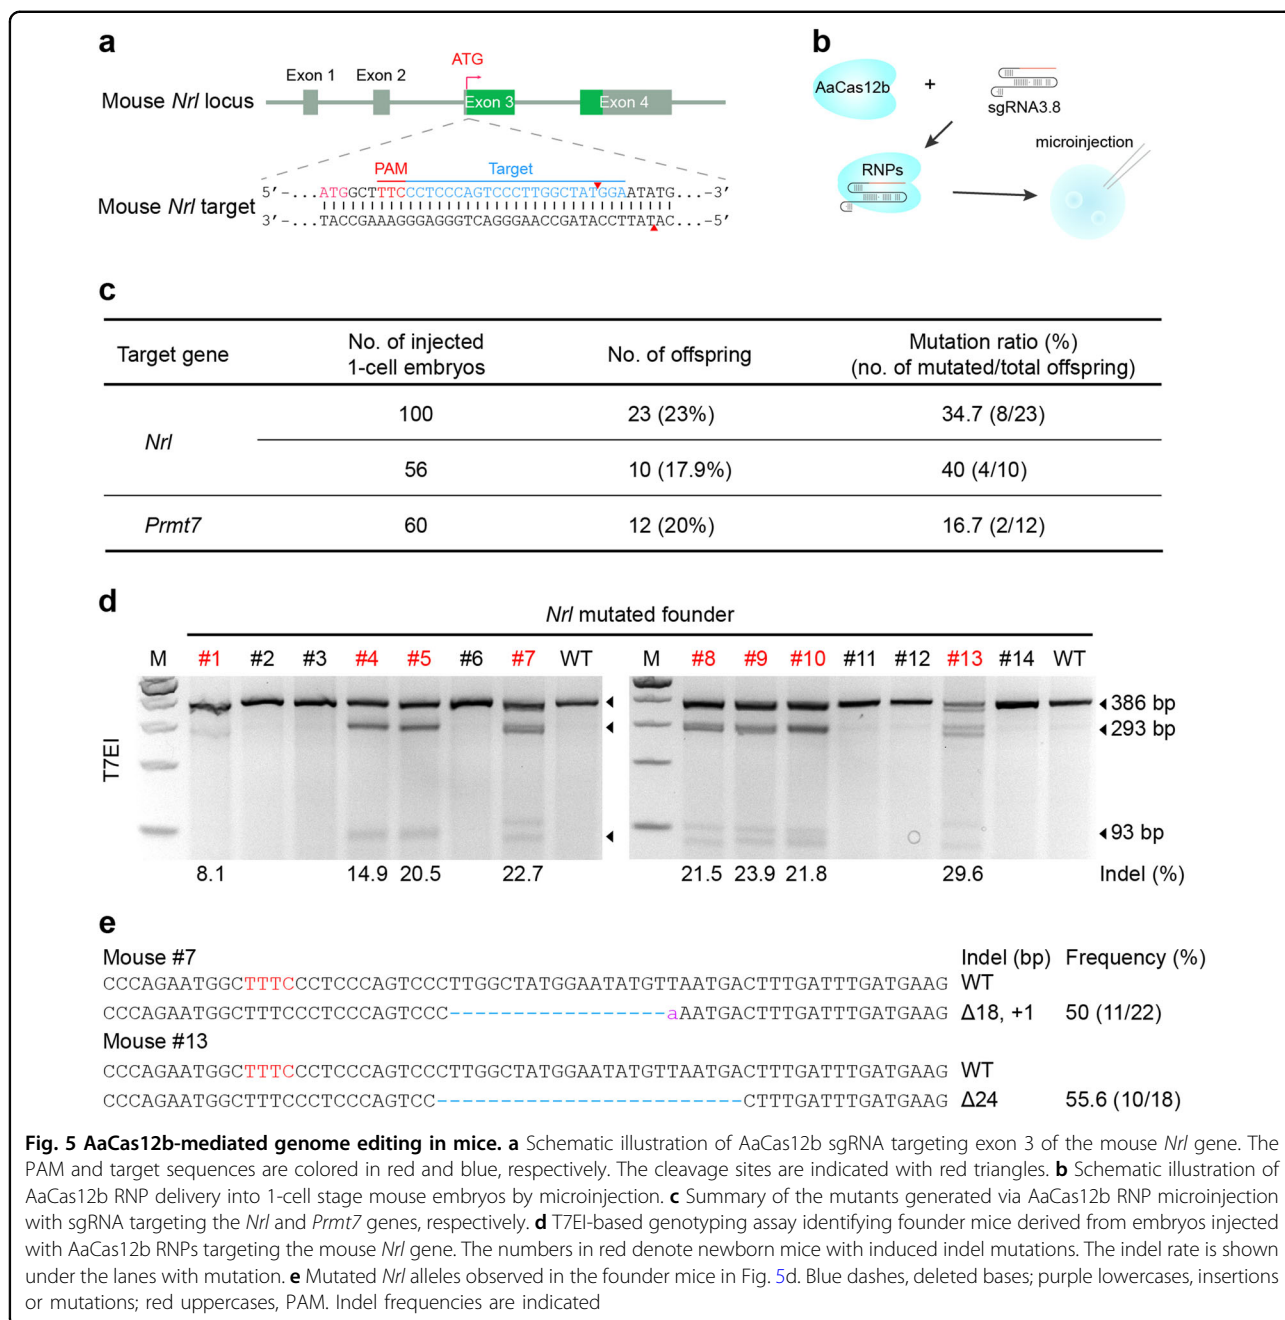 a
b
ATG
Exon 1
Exon 2
Mouse Nrl locus
Exon 3
Exon 4
AaCas12b
+
sgRNA3.8
microinjection
RNPs
PAM
Target
5′ –...ATGGCTTTCCCTCCCAGTCCCTTGGCTATGGAATATG...–3′
Mouse Nrl target
3′ –...TACCGAAAGGGAGGGTCAGGGAACCGATACCTTATAC...–5′
c
Target gene
No. of injected
1-cell embryos
No. of offspring
Mutation ratio (%)
(no. of mutated/total offspring)
Nrl
100
23 (23%)
34.7 (8/23)
56
10 (17.9%)
40 (4/10)
Prmt7
60
12 (20%)
16.7 (2/12)
d
Nrl mutated founder
M #1 #2 #3 #4 #5 #6 #7 WT M #8 #9 #10 #11 #12 #13 #14 WT
386 bp
293 bp
T7EI
93 bp
8.1 14.9 20.5 22.7 21.5 23.9 21.8 29.6 Indel (%)
e
Mouse #7 Indel (bp) Frequency (%)
CCCAGAATGGCTTTCCCTCCCAGTCCCTTGGCTATGGAATATGTTAATGACTTTGATTTGATGAAG WT
CCCAGAATGGCTTTCCCTCCCAGTCCC-----------------aAATGACTTTGATTTGATGAAG Δ18, +1 50 (11/22)
Mouse #13
CCCAGAATGGCTTTCCCTCCCAGTCCCTTGGCTATGGAATATGTTAATGACTTTGATTTGATGAAG WT
CCCAGAATGGCTTTCCCTCCCAGTCC------------------------CTTTGATTTGATGAAG Δ24 55.6 (10/18)
Fig. 5 AaCas12b-mediated genome editing in mice. a Schematic illustration of AaCas12b sgRNA targeting exon 3 of the mouse Nrl gene. The
PAM and target sequences are colored in red and blue, respectively. The cleavage sites are indicated with red triangles. b Schematic illustration of
AaCas12b RNP delivery into 1-cell stage mouse embryos by microinjection. c Summary of the mutants generated via AaCas12b RNP microinjection
with sgRNA targeting the Nrl and Prmt7 genes, respectively. d T7EI-based genotyping assay identifying founder mice derived from embryos injected
with AaCas12b RNPs targeting the mouse Nrl gene. The numbers in red denote newborn mice with induced indel mutations. The indel rate is shown
under the lanes with mutation. e Mutated Nrl alleles observed in the founder mice in Fig. 5d. Blue dashes, deleted bases; purple lowercases, insertions
or mutations; red uppercases, PAM. Indel frequencies are indicated